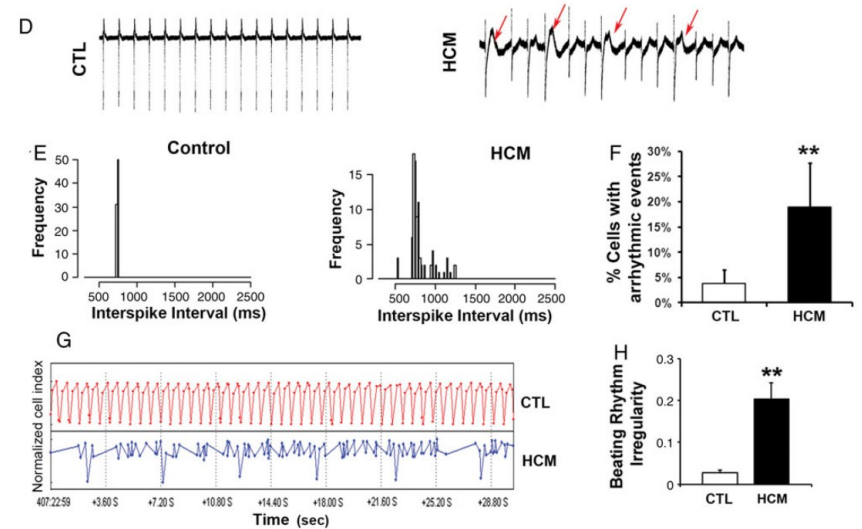 D
CTL
HCM
E
Control
Frequency
50
40
30
20
10
0
500 1000 1500 2000 2500
Interspike Interval (ms)
HCM
Frequency
15
10
5
0
500 1000 1500 2000 2500
Interspike Interval (ms)
F
% Cells with
arrhythmic events
30%
25%
20%
15%
10%
5%
0%
**
CTL HCM
G
Normalized cell index
CTL
HCM
407:22:59 +3.60 S +7.20 S +10.80 S +14.40 S +18.00 S +21.60 S +25.20 S +28.80 S
Time (sec)
H
Beating Rhythm
Irregularity
0.3
0.2
0.1
0
**
CTL HCM